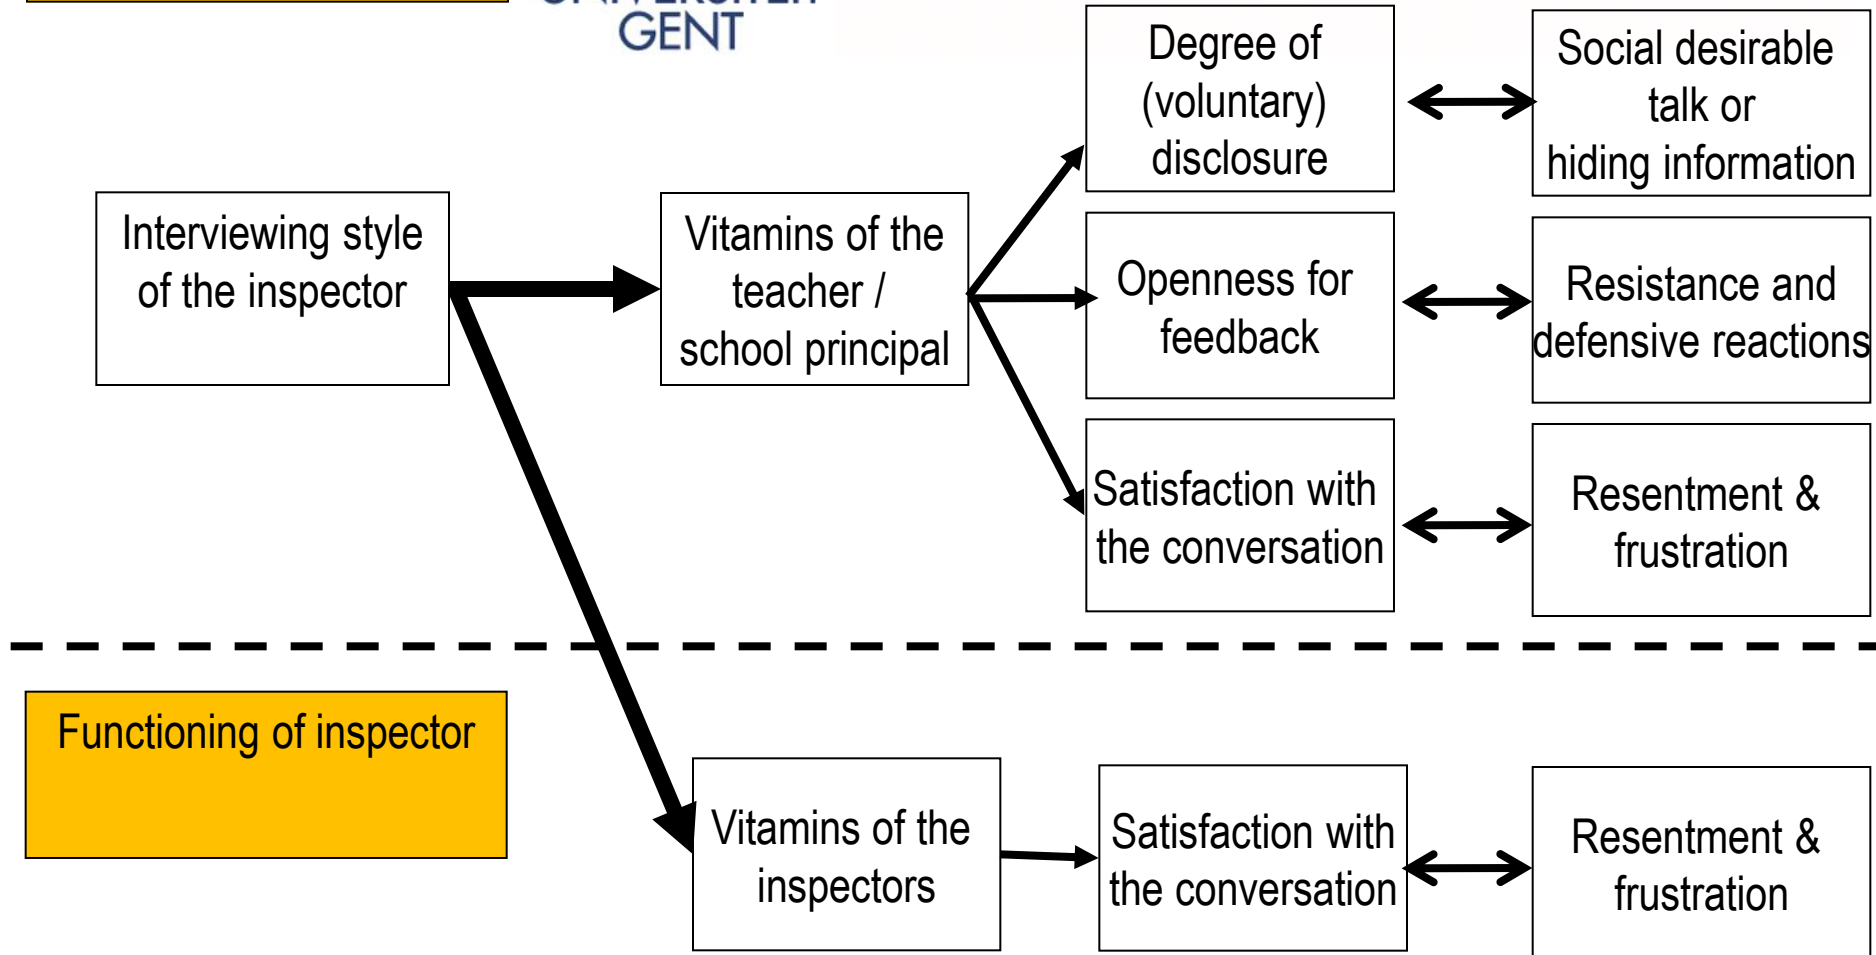 GENT
Degree of
(voluntary)
disclosure
Social desirable
talk or
hiding information
Interviewing style
of the inspector
Vitamins of the
teacher /
school principal
Openness for
feedback
Resistance and
defensive reactions
Satisfaction with
the conversation
Resentment &
frustration
Functioning of inspector
Vitamins of the
inspectors
Satisfaction with
the conversation
Resentment &
frustration